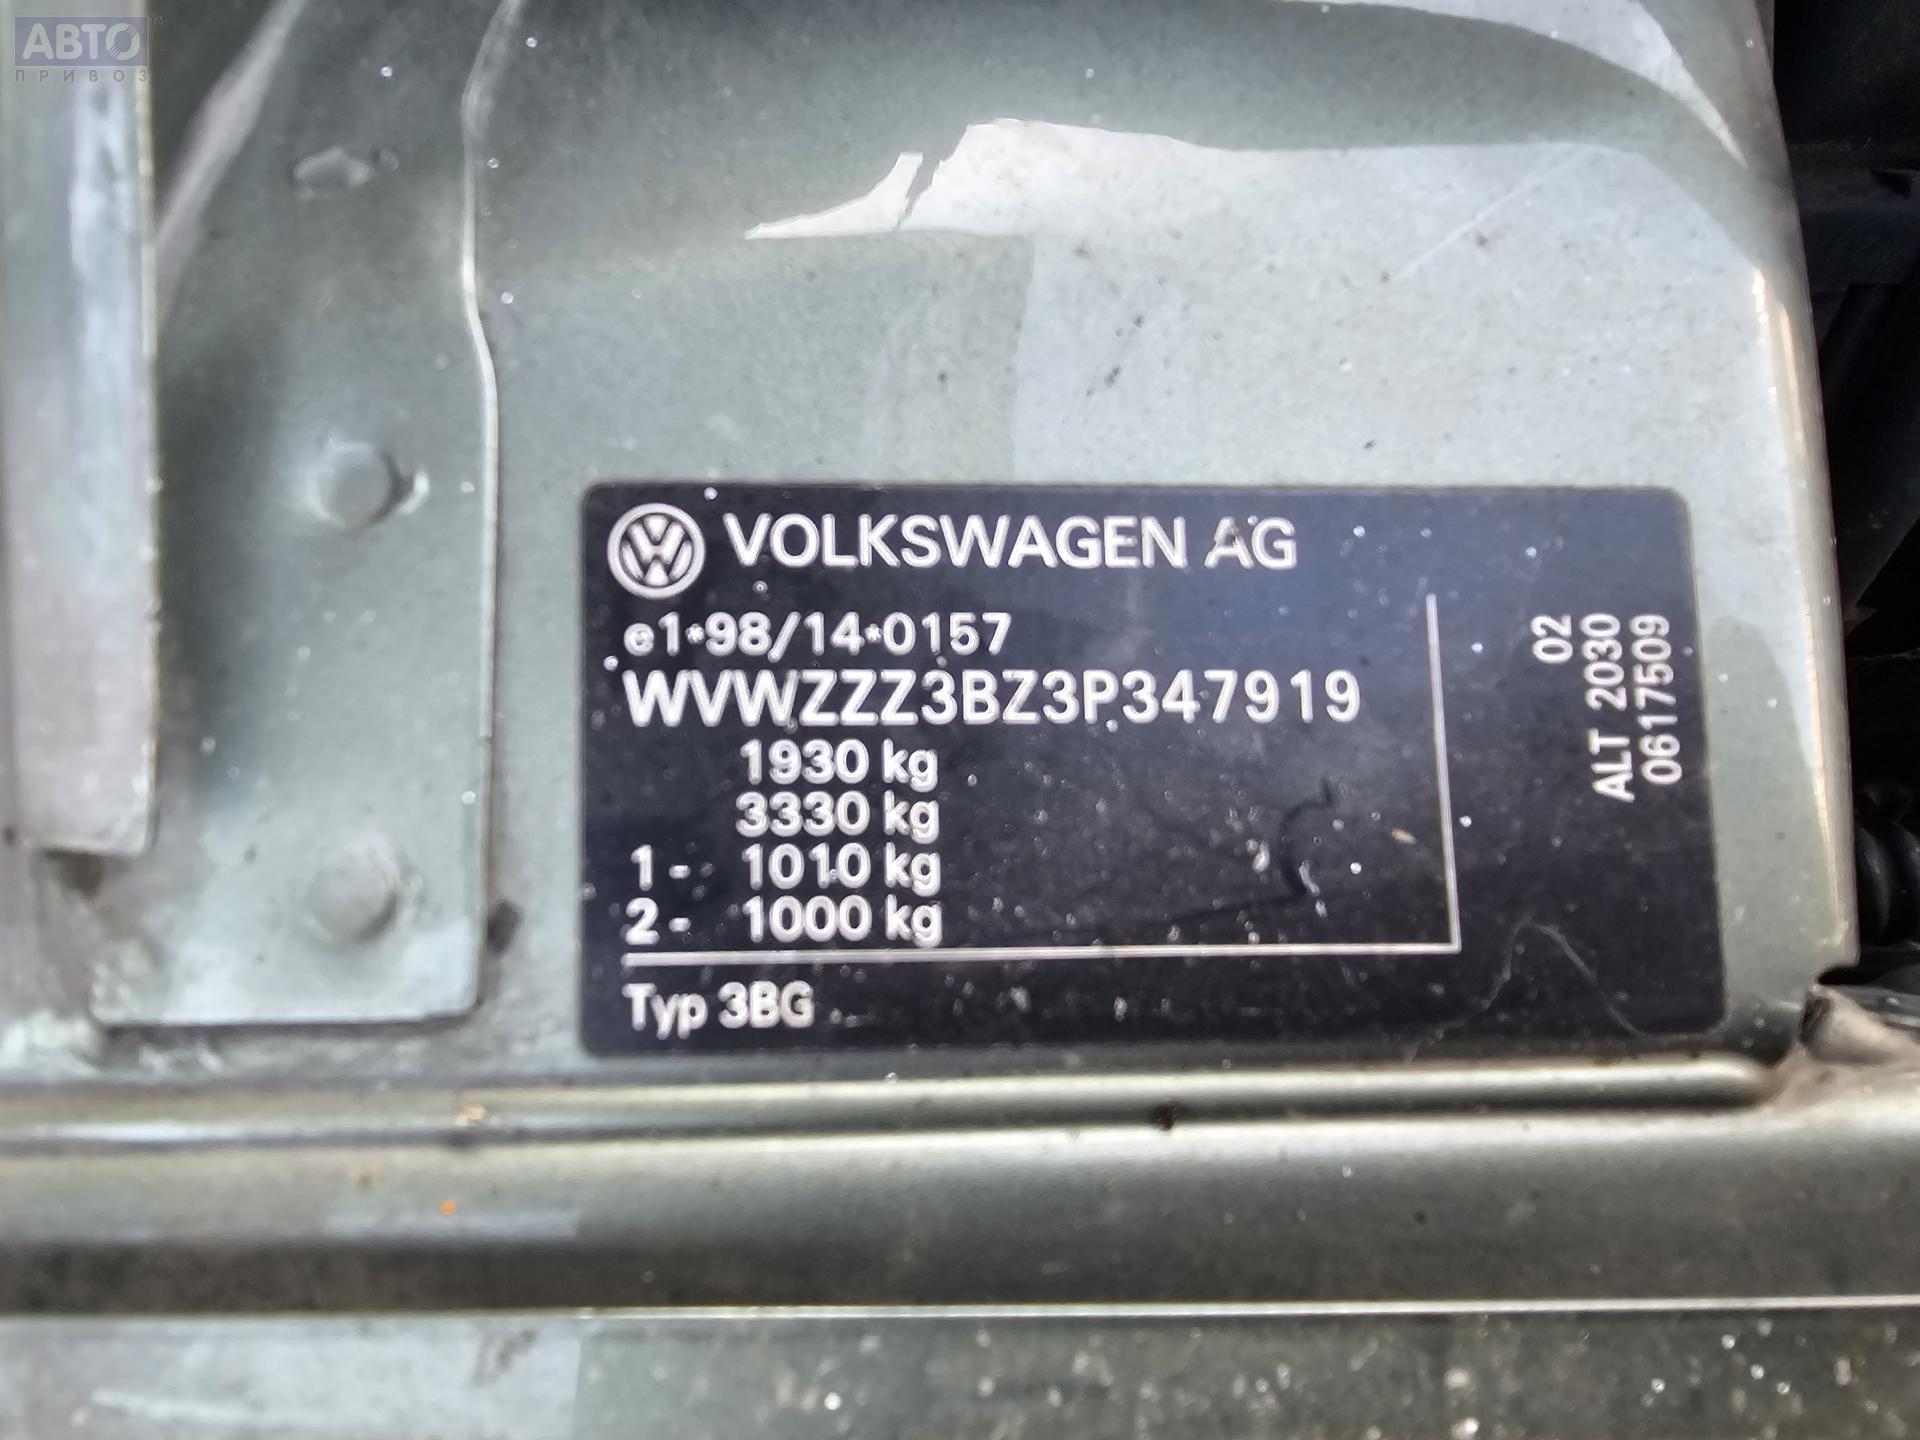 АВТО
ПРИВОЗ
VOLKSWAGEN AG
e1*98/14*0157
WVWZZZ3BZ3P347919
1930 kg
3330 kg
1- 1010 kg
2- 1000 kg
Typ 3BG
02
ALT 2030
0617509